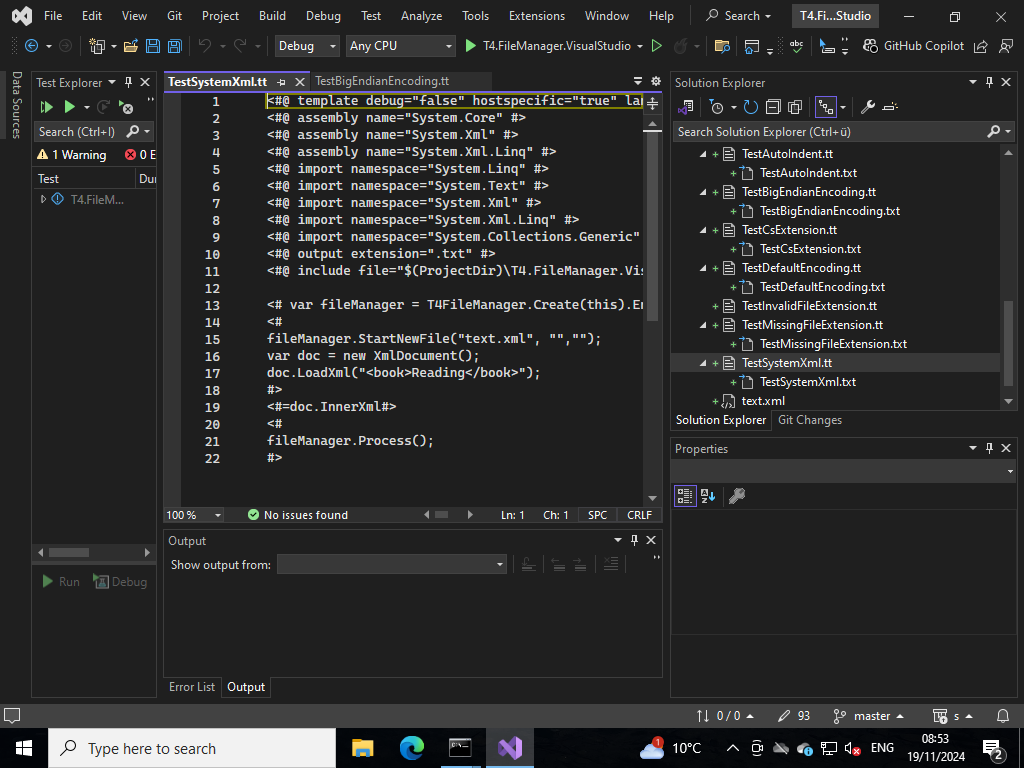 File Edit View Git Project Build Debug Test Analyze Tools Extensions Window Help Search T4.Fi...Studio
Debug Any CPU T4.FileManager.VisualStudio GitHub Copilot
Data Sources
Test Explorer
Search (Ctrl+I)
1 Warning 0 E
Test Du
T4.FileM...
Run Debug
TestSystemXml.tt TestBigEndianEncoding.tt
1 <#@ template debug="false" hostspecific="true" la
2 <#@ assembly name="System.Core" #>
3 <#@ assembly name="System.Xml" #>
4 <#@ assembly name="System.Xml.Linq" #>
5 <#@ import namespace="System.Linq" #>
6 <#@ import namespace="System.Text" #>
7 <#@ import namespace="System.Xml" #>
8 <#@ import namespace="System.Xml.Linq" #>
9 <#@ import namespace="System.Collections.Generic"
10 <#@ output extension=".txt" #>
11 <#@ include file="$(ProjectDir)\T4.FileManager.Vis
12
13 <# var fileManager = T4FileManager.Create(this).En
14 <#
15 fileManager.StartNewFile("text.xml", "","");
16 var doc = new XmlDocument();
17 doc.LoadXml("<book>Reading</book>");
18 #>
19 <#=doc.InnerXml#>
20 <#
21 fileManager.Process();
22 #>
100 % No issues found Ln: 1 Ch: 1 SPC CRLF
Output
Show output from:
Error List Output
Solution Explorer
Search Solution Explorer (Ctrl+ü)
TestAutoIndent.tt
TestAutoIndent.txt
TestBigEndianEncoding.tt
TestBigEndianEncoding.txt
TestCsExtension.tt
TestCsExtension.txt
TestDefaultEncoding.tt
TestDefaultEncoding.txt
TestInvalidFileExtension.tt
TestMissingFileExtension.tt
TestMissingFileExtension.txt
TestSystemXml.tt
TestSystemXml.txt
text.xml
Solution Explorer Git Changes
Properties
0 / 0 93 master s
Type here to search 1 10°C ENG 08:53 19/11/2024 2